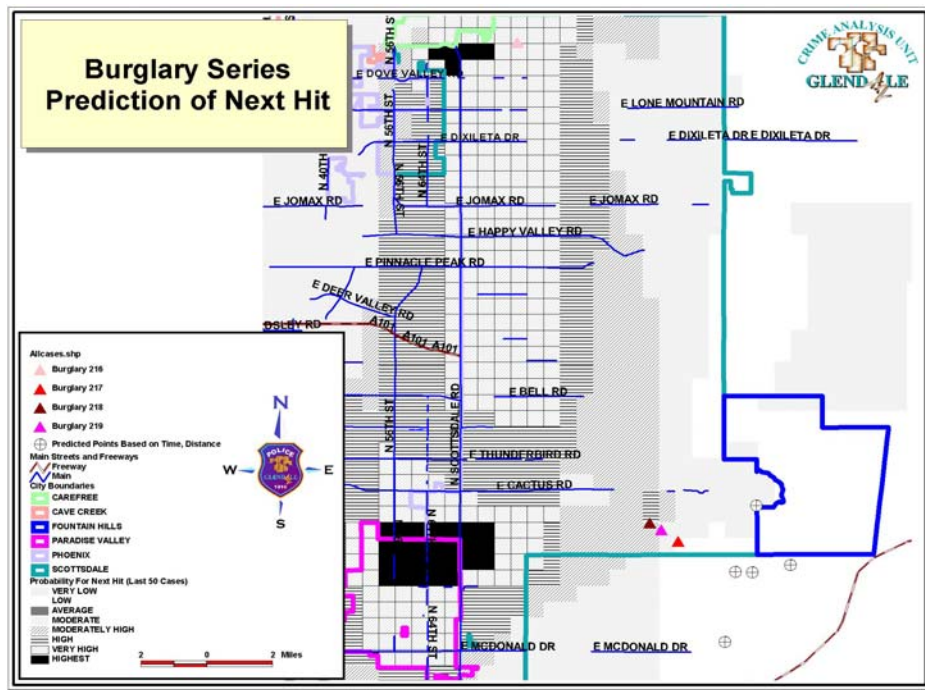 Burglary Series
Prediction of Next Hit
CRIME ANALYSIS UNIT
GLENDALE
N 56TH ST
E DOVE VALLEY RD
E LONE MOUNTAIN RD
N 56TH ST
E DIXILETA DR
E DIXILETA DR E DIXILETA DR
N 40TH
N 56TH ST
N 64TH ST
E JOMAX RD
E JOMAX RD
E JOMAX RD
E HAPPY VALLEY RD
E PINNACLE PEAK RD
E DEER VALLEY RD
DSLEY RD
A101
A101
A101
E BELL RD
N 56TH ST
N SCOTTSDALE RD
E THUNDERBIRD RD
E CACTUS RD
N 64TH ST
E MCDONALD DR
E MCDONALD DR
Allcases.shp
Burglary 216
Burglary 217
Burglary 218
Burglary 219
Predicted Points Based on Time, Distance
Main Streets and Freeways
Freeway
Main
City Boundaries
CAREFREE
CAVE CREEK
FOUNTAIN HILLS
PARADISE VALLEY
PHOENIX
SCOTTSDALE
Probability For Next Hit (Last 50 Cases)
VERY LOW
LOW
AVERAGE
MODERATE
MODERATELY HIGH
HIGH
VERY HIGH
HIGHEST
N
W
E
S
POLICE
GLENDALE
2 0 2 Miles